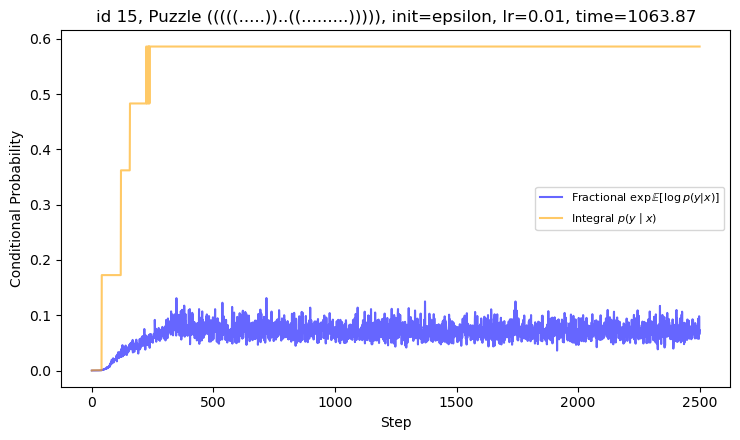 id 15, Puzzle (((((.....))..((.........))))), init=epsilon, lr=0.01, time=1063.87
Conditional Probability
0.6
0.5
0.4
0.3
0.2
0.1
0.0
Fractional exp𝔼[log p(y|x)]
Integral p(y | x)
0
500
1000
1500
2000
2500
Step